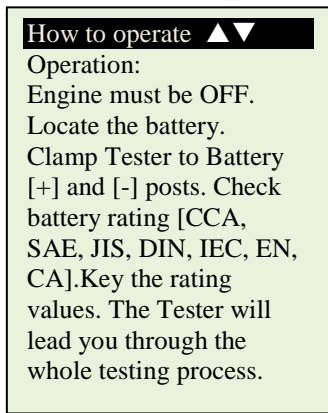 How to operate ▲▼
Operation:
Engine must be OFF.
Locate the battery.
Clamp Tester to Battery
[+] and [-] posts. Check
battery rating [CCA,
SAE, JIS, DIN, IEC, EN,
CA].Key the rating
values. The Tester will
lead you through the
whole testing process.